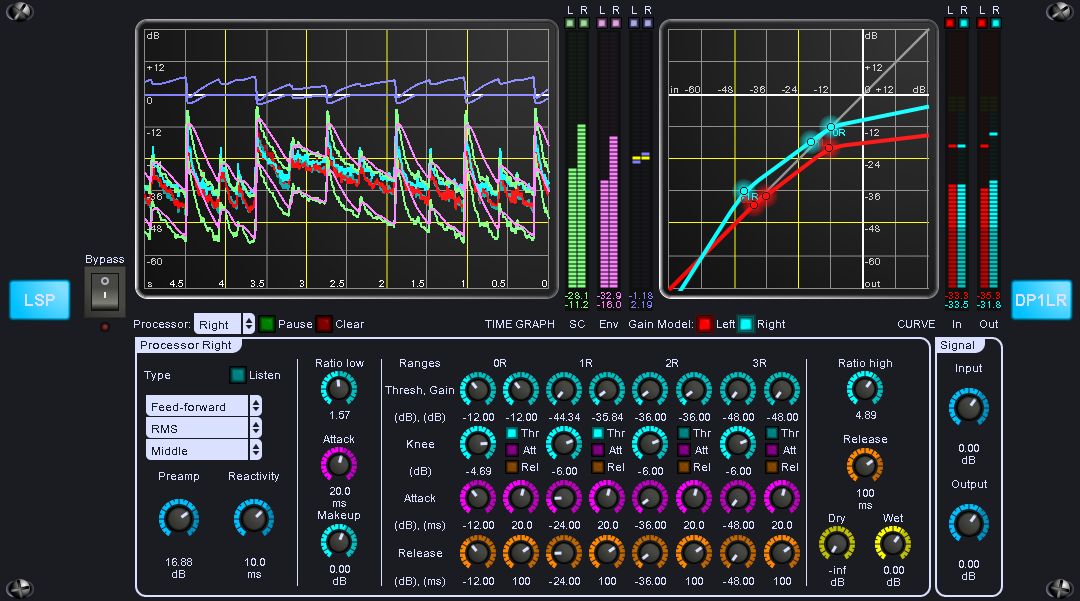 L R L R L R L R L R
dB
+12
0
-12
-24
-36
-48
-60
s 4.5 4 3.5 3 2.5 2 1.5 1 0.5 0
dB
+12
in -60 -48 -36 -24 -12 0 +12 dB
-12
-24
-36
-48
-60
out
0R
1R
-28.1 -32.9 -1.18 -33.3 -35.3
-11.2 -16.0 2.19 -33.5 -31.8
Bypass
LSP
DP1LR
Processor: Right Pause Clear TIME GRAPH SC Env Gain Model: Left Right CURVE In Out
Processor Right
Signal
Type Listen
Feed-forward
RMS
Middle
Preamp Reactivity
16.88 10.0
dB ms
Ratio low
1.57
Attack
20.0
ms
Makeup
0.00
dB
Ranges 0R 1R 2R 3R
Thresh, Gain
(dB), (dB) -12.00 -12.00 -44.34 -35.84 -36.00 -36.00 -48.00 -48.00
Knee Thr Thr Thr Thr
Att Att Att Att
(dB) -4.69 Rel -6.00 Rel -6.00 Rel -6.00 Rel
Attack
(dB), (ms) -12.00 20.0 -24.00 20.0 -36.00 20.0 -48.00 20.0
Release
(dB), (ms) -12.00 100 -24.00 100 -36.00 100 -48.00 100
Ratio high
4.89
Release
100
ms
Dry Wet
-inf 0.00
dB dB
Input
0.00
dB
Output
0.00
dB